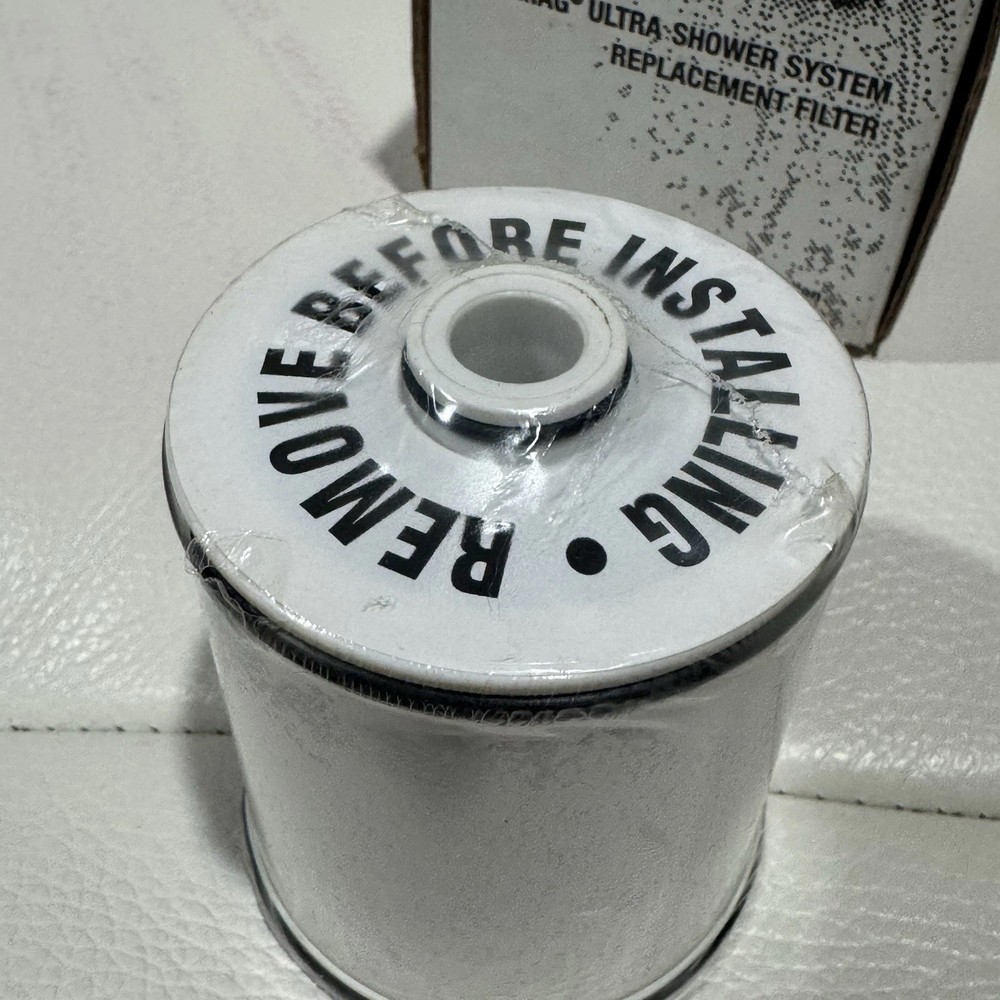 ULTRA SHOWER SYSTEM
REPLACEMENT FILTER
REMOVE BEFORE INSTALLING •